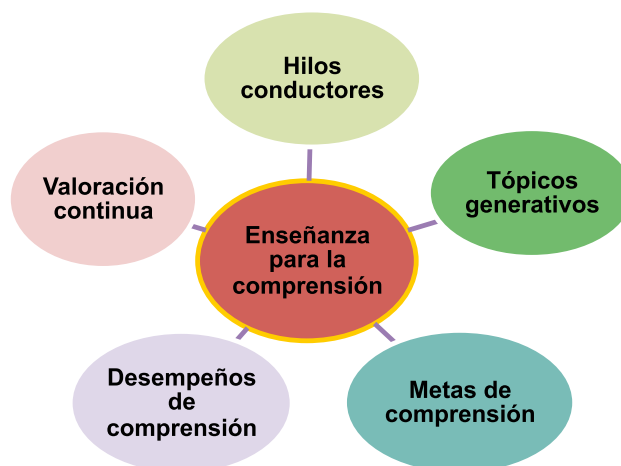 Hilos
conductores
Tópicos
generativos
Metas de
comprensión
Desempeños
de
comprensión
Valoración
continua
Enseñanza
para la
comprensión